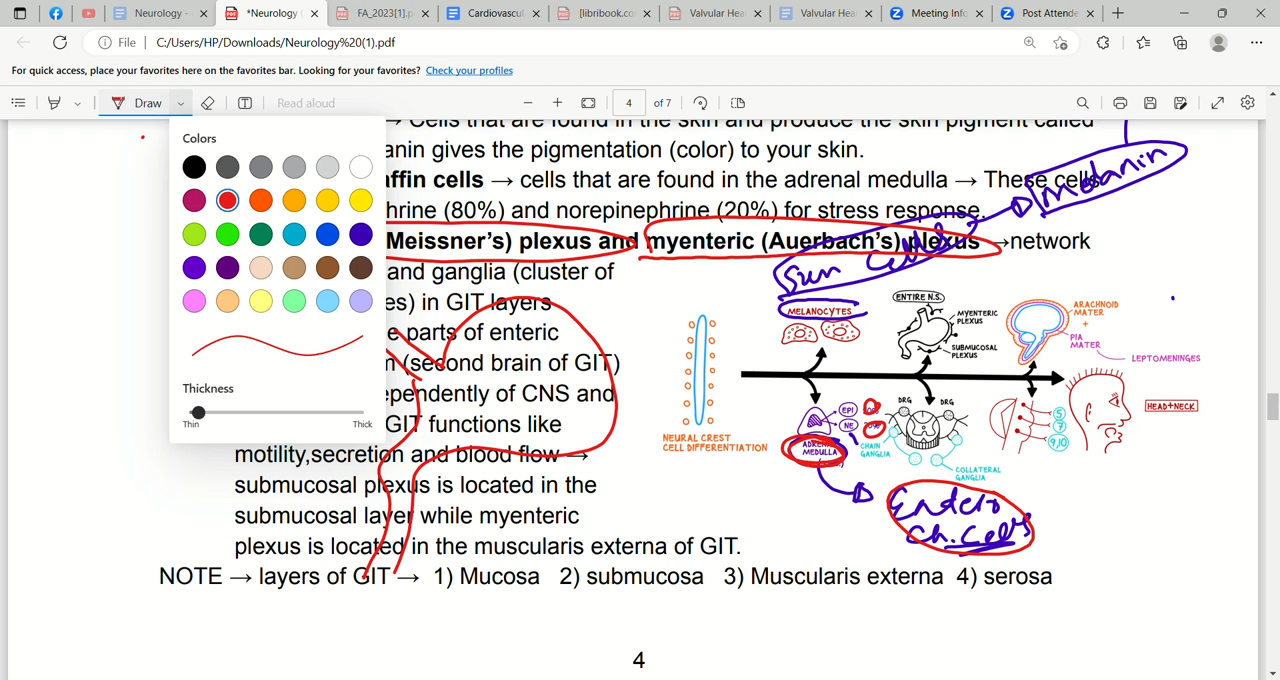 Neurology -
*Neurology (
FA_2023[1].p
Cardiovascul
[libribook.co
Valvular Hea
Valvular Hea
Meeting Info
Post Attende
File
C:/Users/HP/Downloads/Neurology%20(1).pdf
For quick access, place your favorites here on the favorites bar. Looking for your favorites? Check your profiles
Draw
Read aloud
4 of 7
→ Cells that are found in the skin and produce the skin pigment called
anin gives the pigmentation (color) to your skin.
affin cells → cells that are found in the adrenal medulla → These cells
hrine (80%) and norepinephrine (20%) for stress response.
Meissner's) plexus and myenteric (Auerbach's) plexus →network
and ganglia (cluster of
es) in GIT layers
e parts of enteric
n (second brain of GIT)
ependently of CNS and
GIT functions like
motility,secretion and blood flow →
submucosal plexus is located in the
submucosal layer while myenteric
plexus is located in the muscularis externa of GIT.
NOTE → layers of GIT → 1) Mucosa 2) submucosa 3) Muscularis externa 4) serosa
4
Colors
Thickness
Thin
Thick
Melanin
Sun Cells
MELANOCYTES
ENTIRE N.S.
MYENTERIC
PLEXUS
SUBMUCOSAL
PLEXUS
ARACHNOID
MATER
+
PIA
MATER
LEPTOMENINGES
NEURAL CREST
CELL DIFFERENTIATION
EPI
NE
ADRENAL
MEDULLA
DRG
DRG
CHAIN
GANGLIA
COLLATERAL
GANGLIA
5
7
9,10
HEAD+NECK
Entero
Ch. Cells